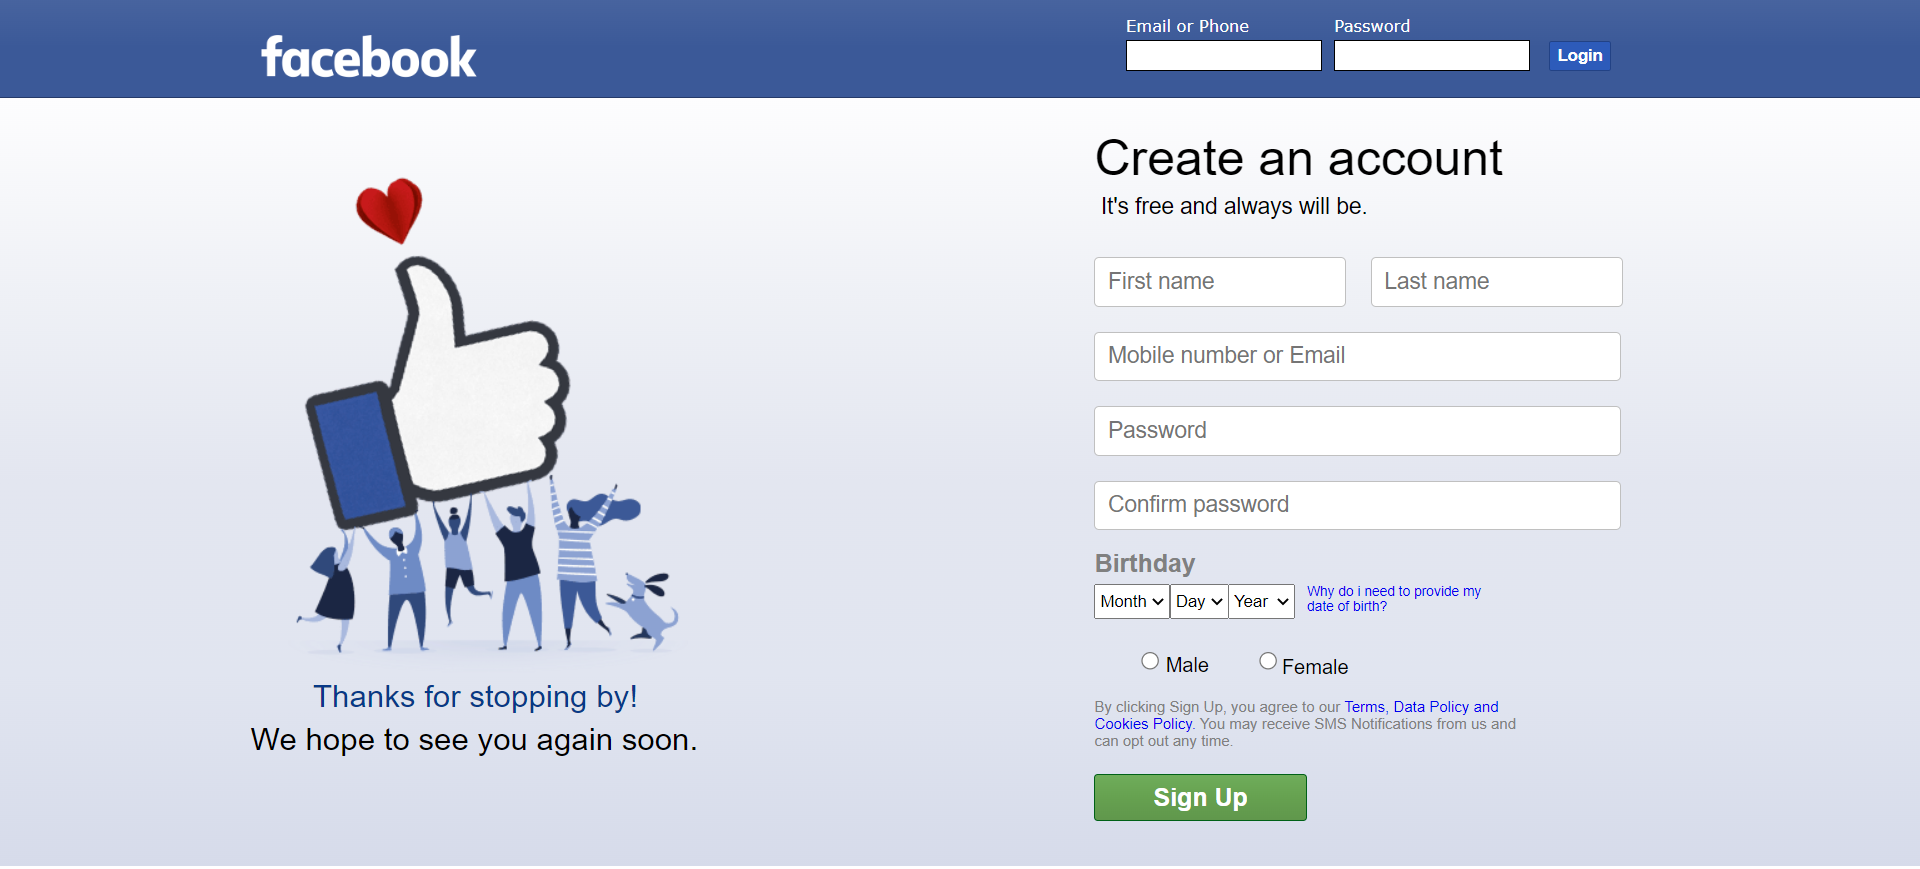 facebook
Email or Phone Password
Login
Create an account
It's free and always will be.
First name Last name
Mobile number or Email
Password
Confirm password
Birthday
Month Day Year
Why do i need to provide my
date of birth?
Male Female
By clicking Sign Up, you agree to our Terms, Data Policy and
Cookies Policy. You may receive SMS Notifications from us and
can opt out any time.
Sign Up
Thanks for stopping by!
We hope to see you again soon.